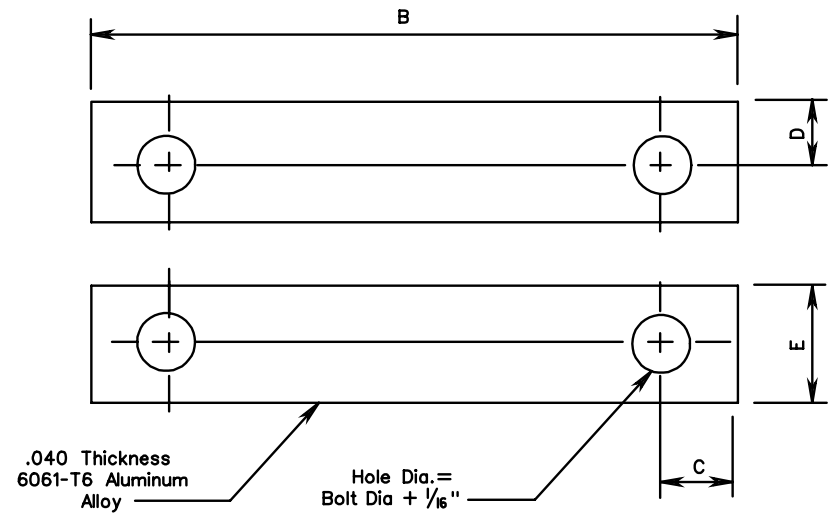 B
D
E
C
.040 Thickness
6061-T6 Aluminum
Alloy
Hole Dia.=
Bolt Dia + 1/16"